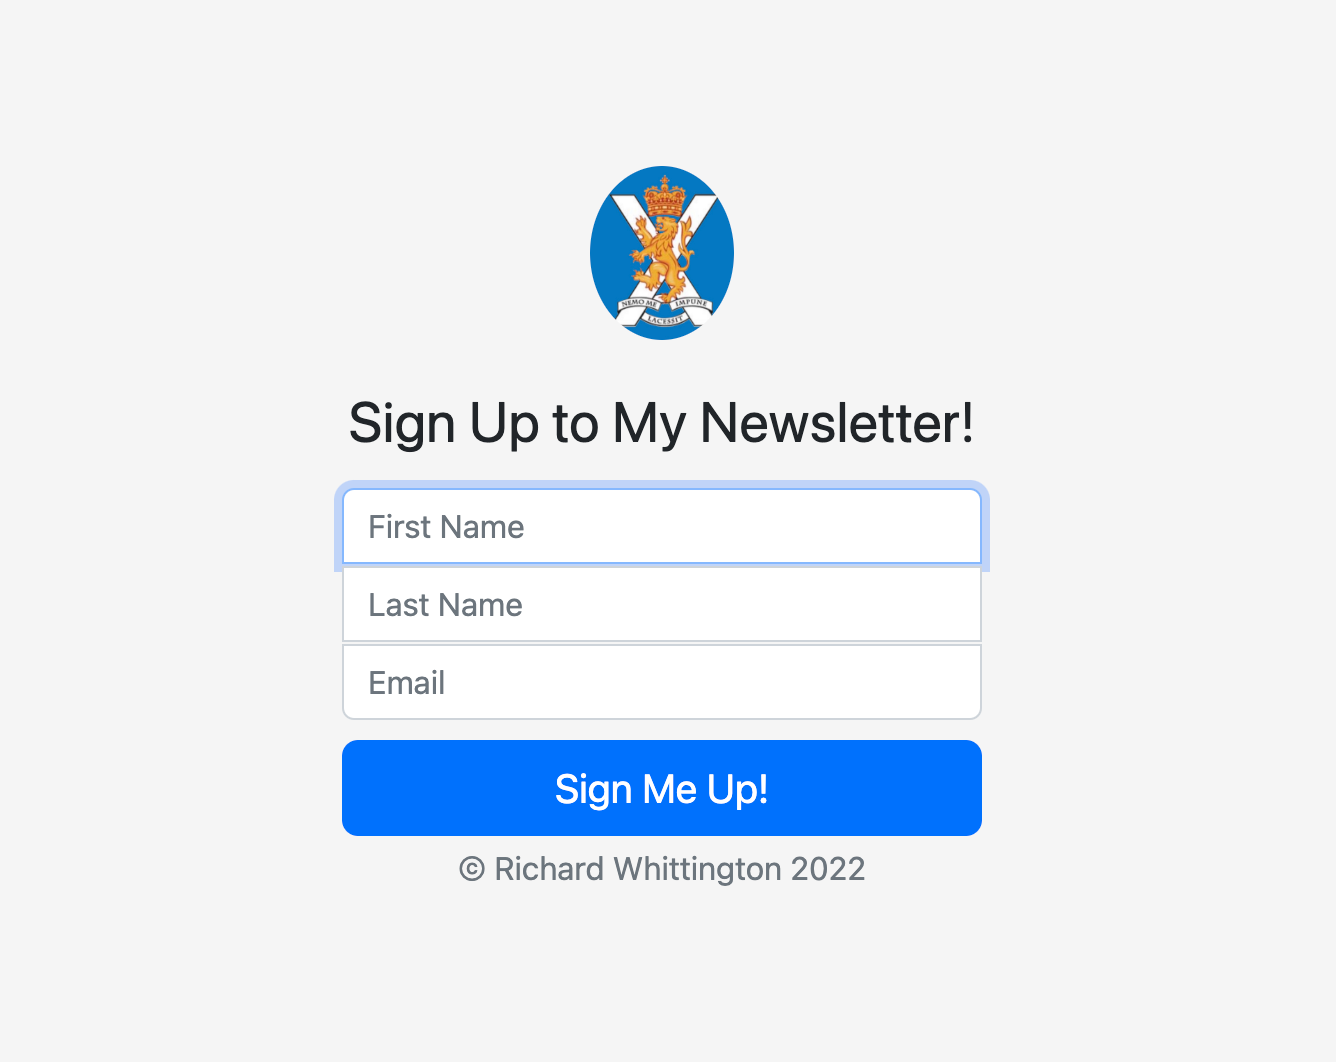 NEMO ME IMPUNE
LACESSIT
Sign Up to My Newsletter!
First Name
Last Name
Email
Sign Me Up!
© Richard Whittington 2022